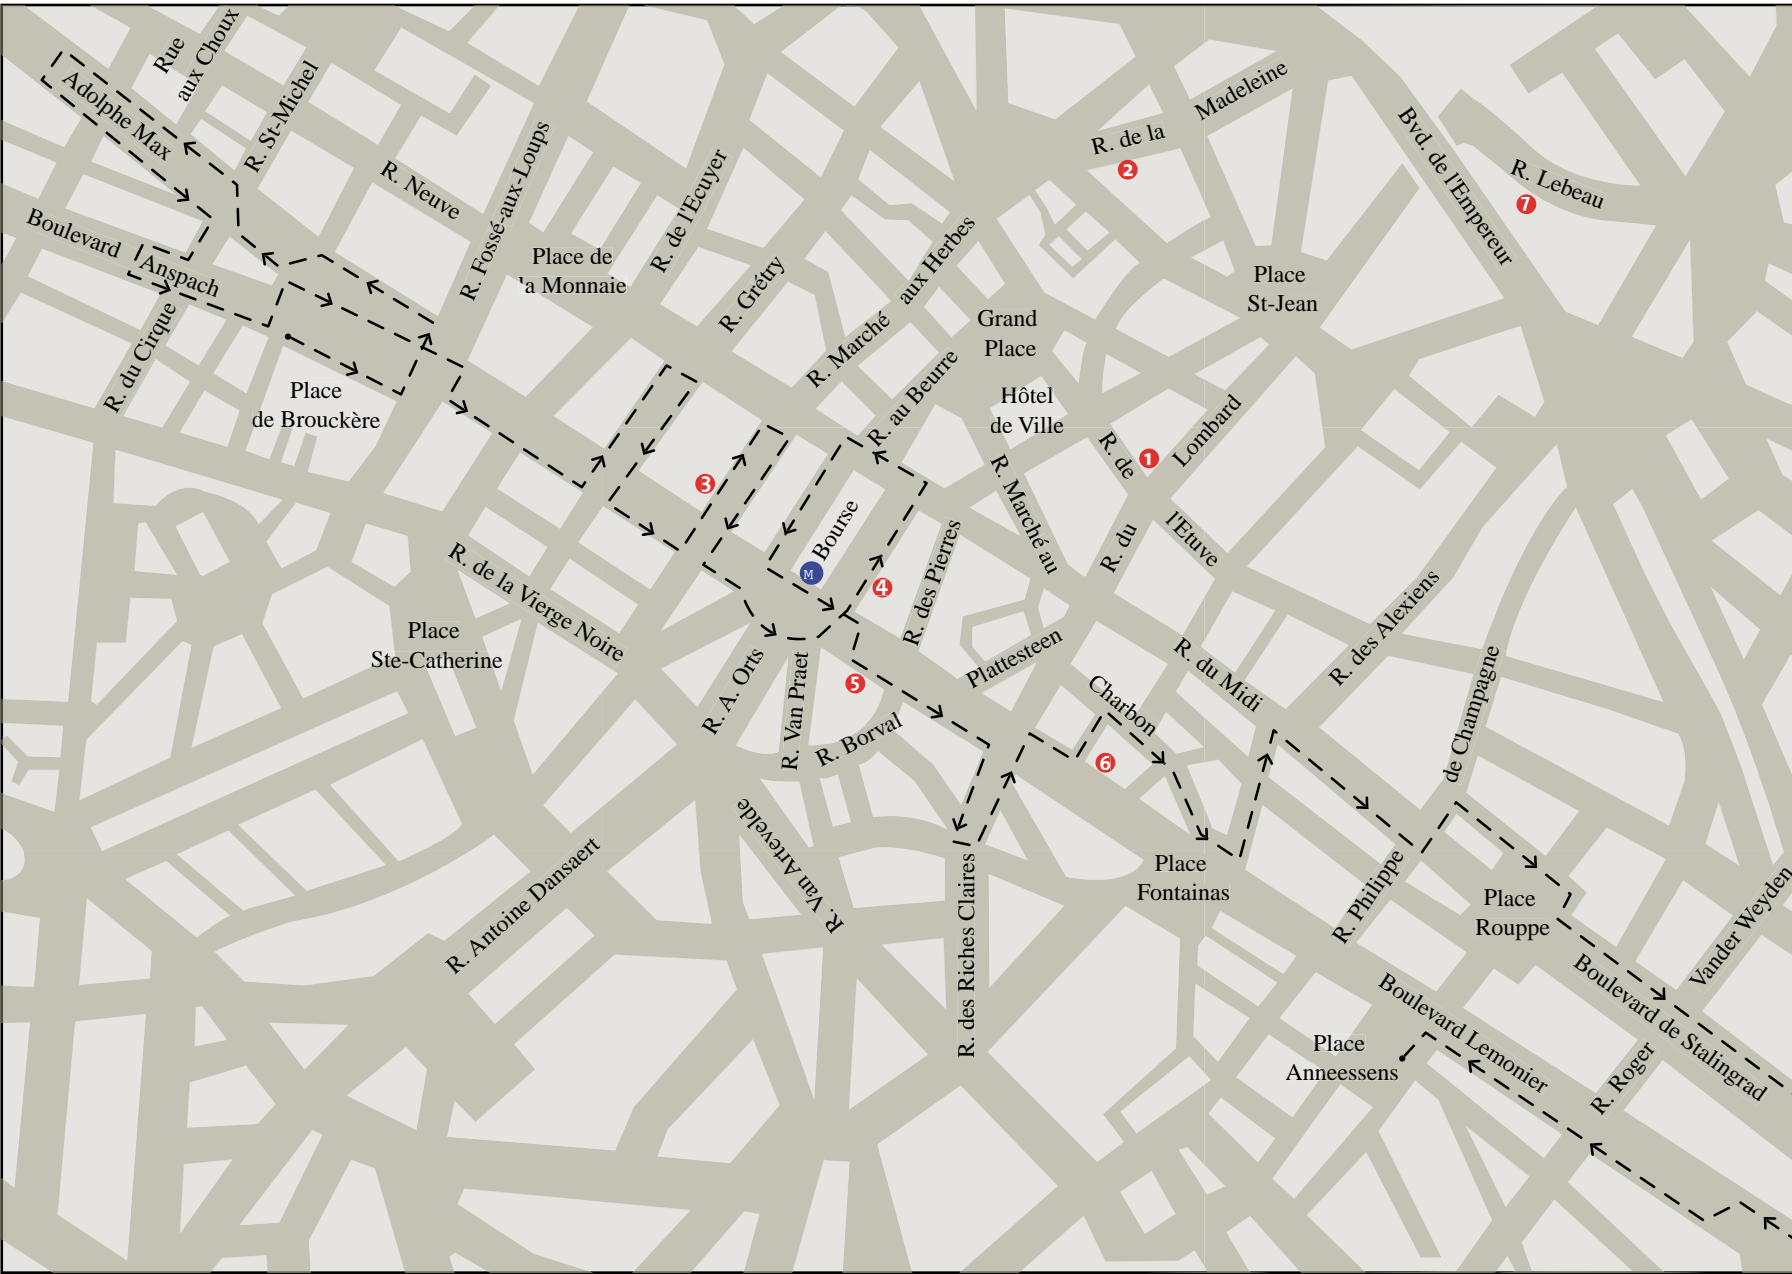 Rue
aux Choux
Adolphe Max
R. St-Michel
Boulevard
Anspach
R. du Cirque
R. Neuve
R. Fossé-aux-Loups
Place de
la Monnaie
R. de l'Ecuyer
R. Grétry
R. Marché
aux Herbes
R. au Beurre
Grand
Place
Hôtel
de Ville
R. de la
Madeleine
2
Bvd. de l'Empereur
R. Lebeau
7
Place
St-Jean
Place
de Brouckère
3
Bourse
M
4
R. des Pierres
R. Marché au
Charbon
R. de
l'Etuve
1
R. du
Lombard
R. de la Vierge Noire
Place
Ste-Catherine
R. A. Orts
R. Van Praet
R. Borval
5
Plattesteen
6
R. du Midi
R. des Alexiens
R. Philippe
de Champagne
R. Antoine Dansaert
R. Van Artevelde
R. des Riches Claires
Place
Fontainas
Place
Rouppe
Vander Weyden
R. Roger
Boulevard de Stalingrad
Boulevard Lemonier
Place
Anneessens